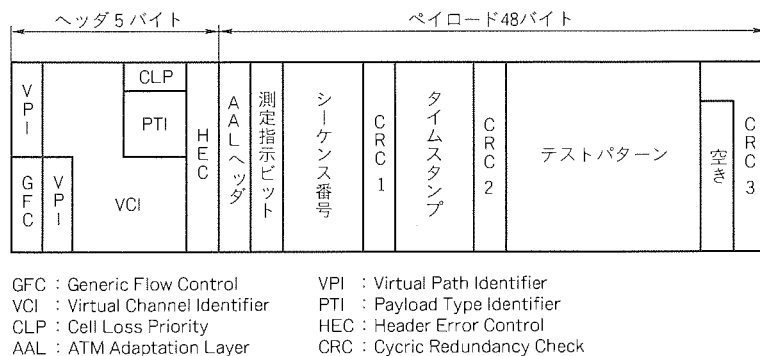 ヘッダ5バイト
ペイロード48バイト
VPI
GFC
VPI
VCI
CLP
PTI
HEC
AALヘッダ
測定指示ビット
シーケンス番号
CRC1
タイムスタンプ
CRC2
テストパターン
空き
CRC3
GFC : Generic Flow Control
VPI : Virtual Path Identifier
VCI : Virtual Channel Identifier
PTI : Payload Type Identifier
CLP : Cell Loss Priority
HEC : Header Error Control
AAL : ATM Adaptation Layer
CRC : Cycric Redundancy Check